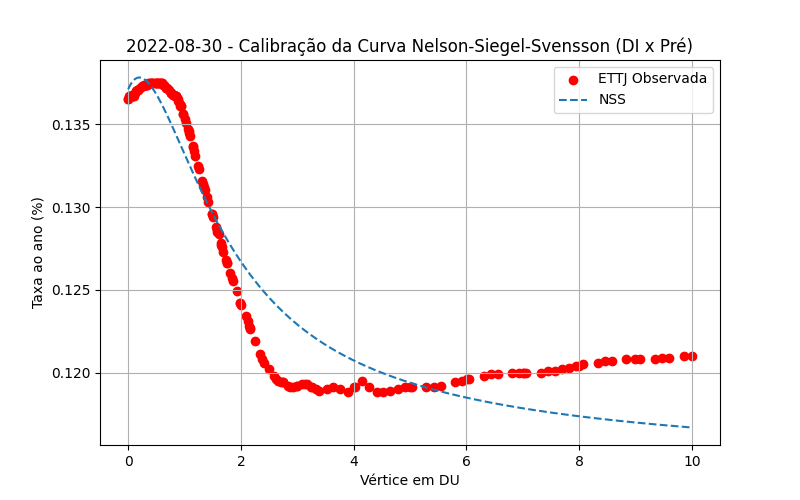 2022-08-30 - Calibração da Curva Nelson-Siegel-Svensson (DI x Pré)
ETTJ Observada
NSS
Taxa ao ano (%)
0.135
0.130
0.125
0.120
0
2
4
6
8
10
Vértice em DU